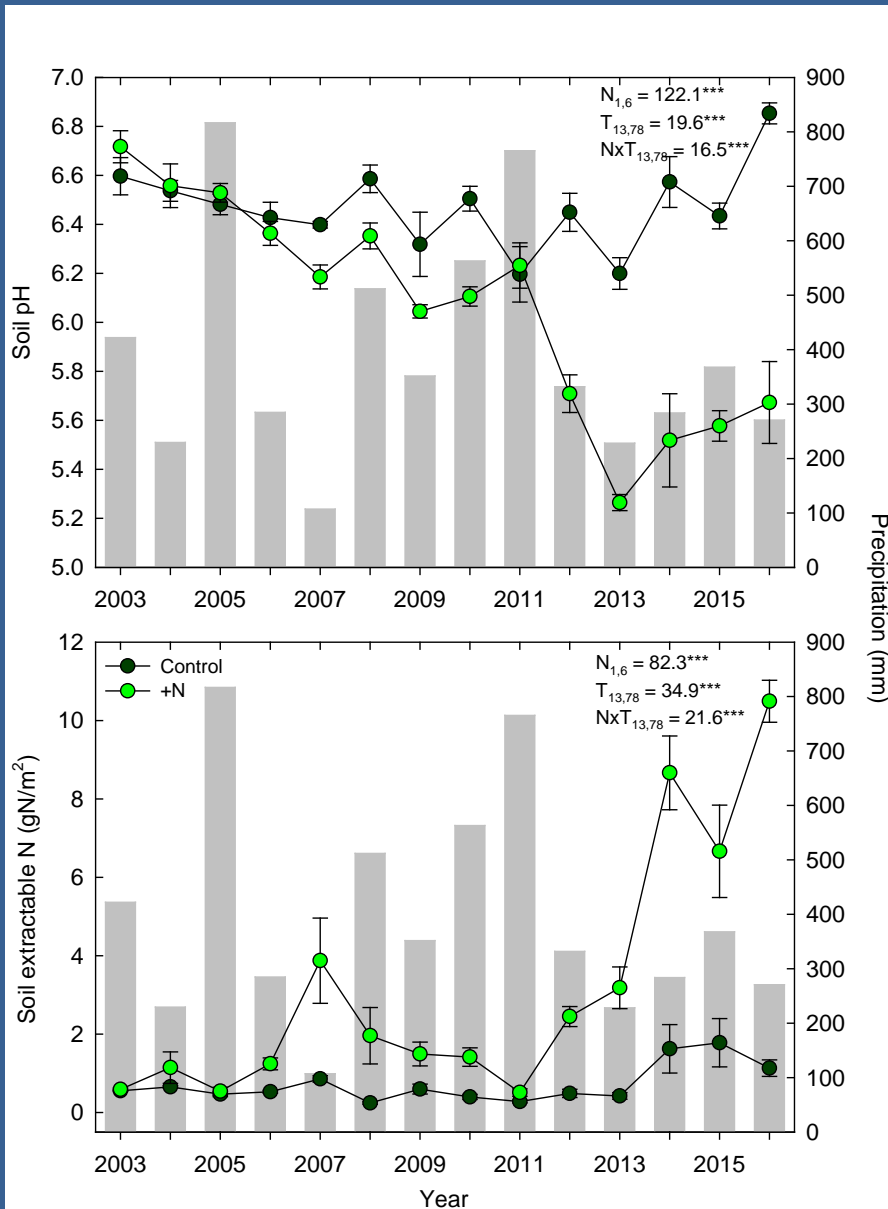 7.0
6.8
6.6
6.4
6.2
6.0
5.8
5.6
5.4
5.2
5.0
Soil pH
N1,6 = 122.1***
T13,78 = 19.6***
NxT13,78 = 16.5***
900
800
700
600
500
400
300
200
100
0
2003 2005 2007 2009 2011 2013 2015
Precipitation (mm)
12
10
8
6
4
2
0
Soil extractable N (gN/m2)
Control
+N
N1,6 = 82.3***
T13,78 = 34.9***
NxT13,78 = 21.6***
900
800
700
600
500
400
300
200
100
0
2003 2005 2007 2009 2011 2013 2015
Year